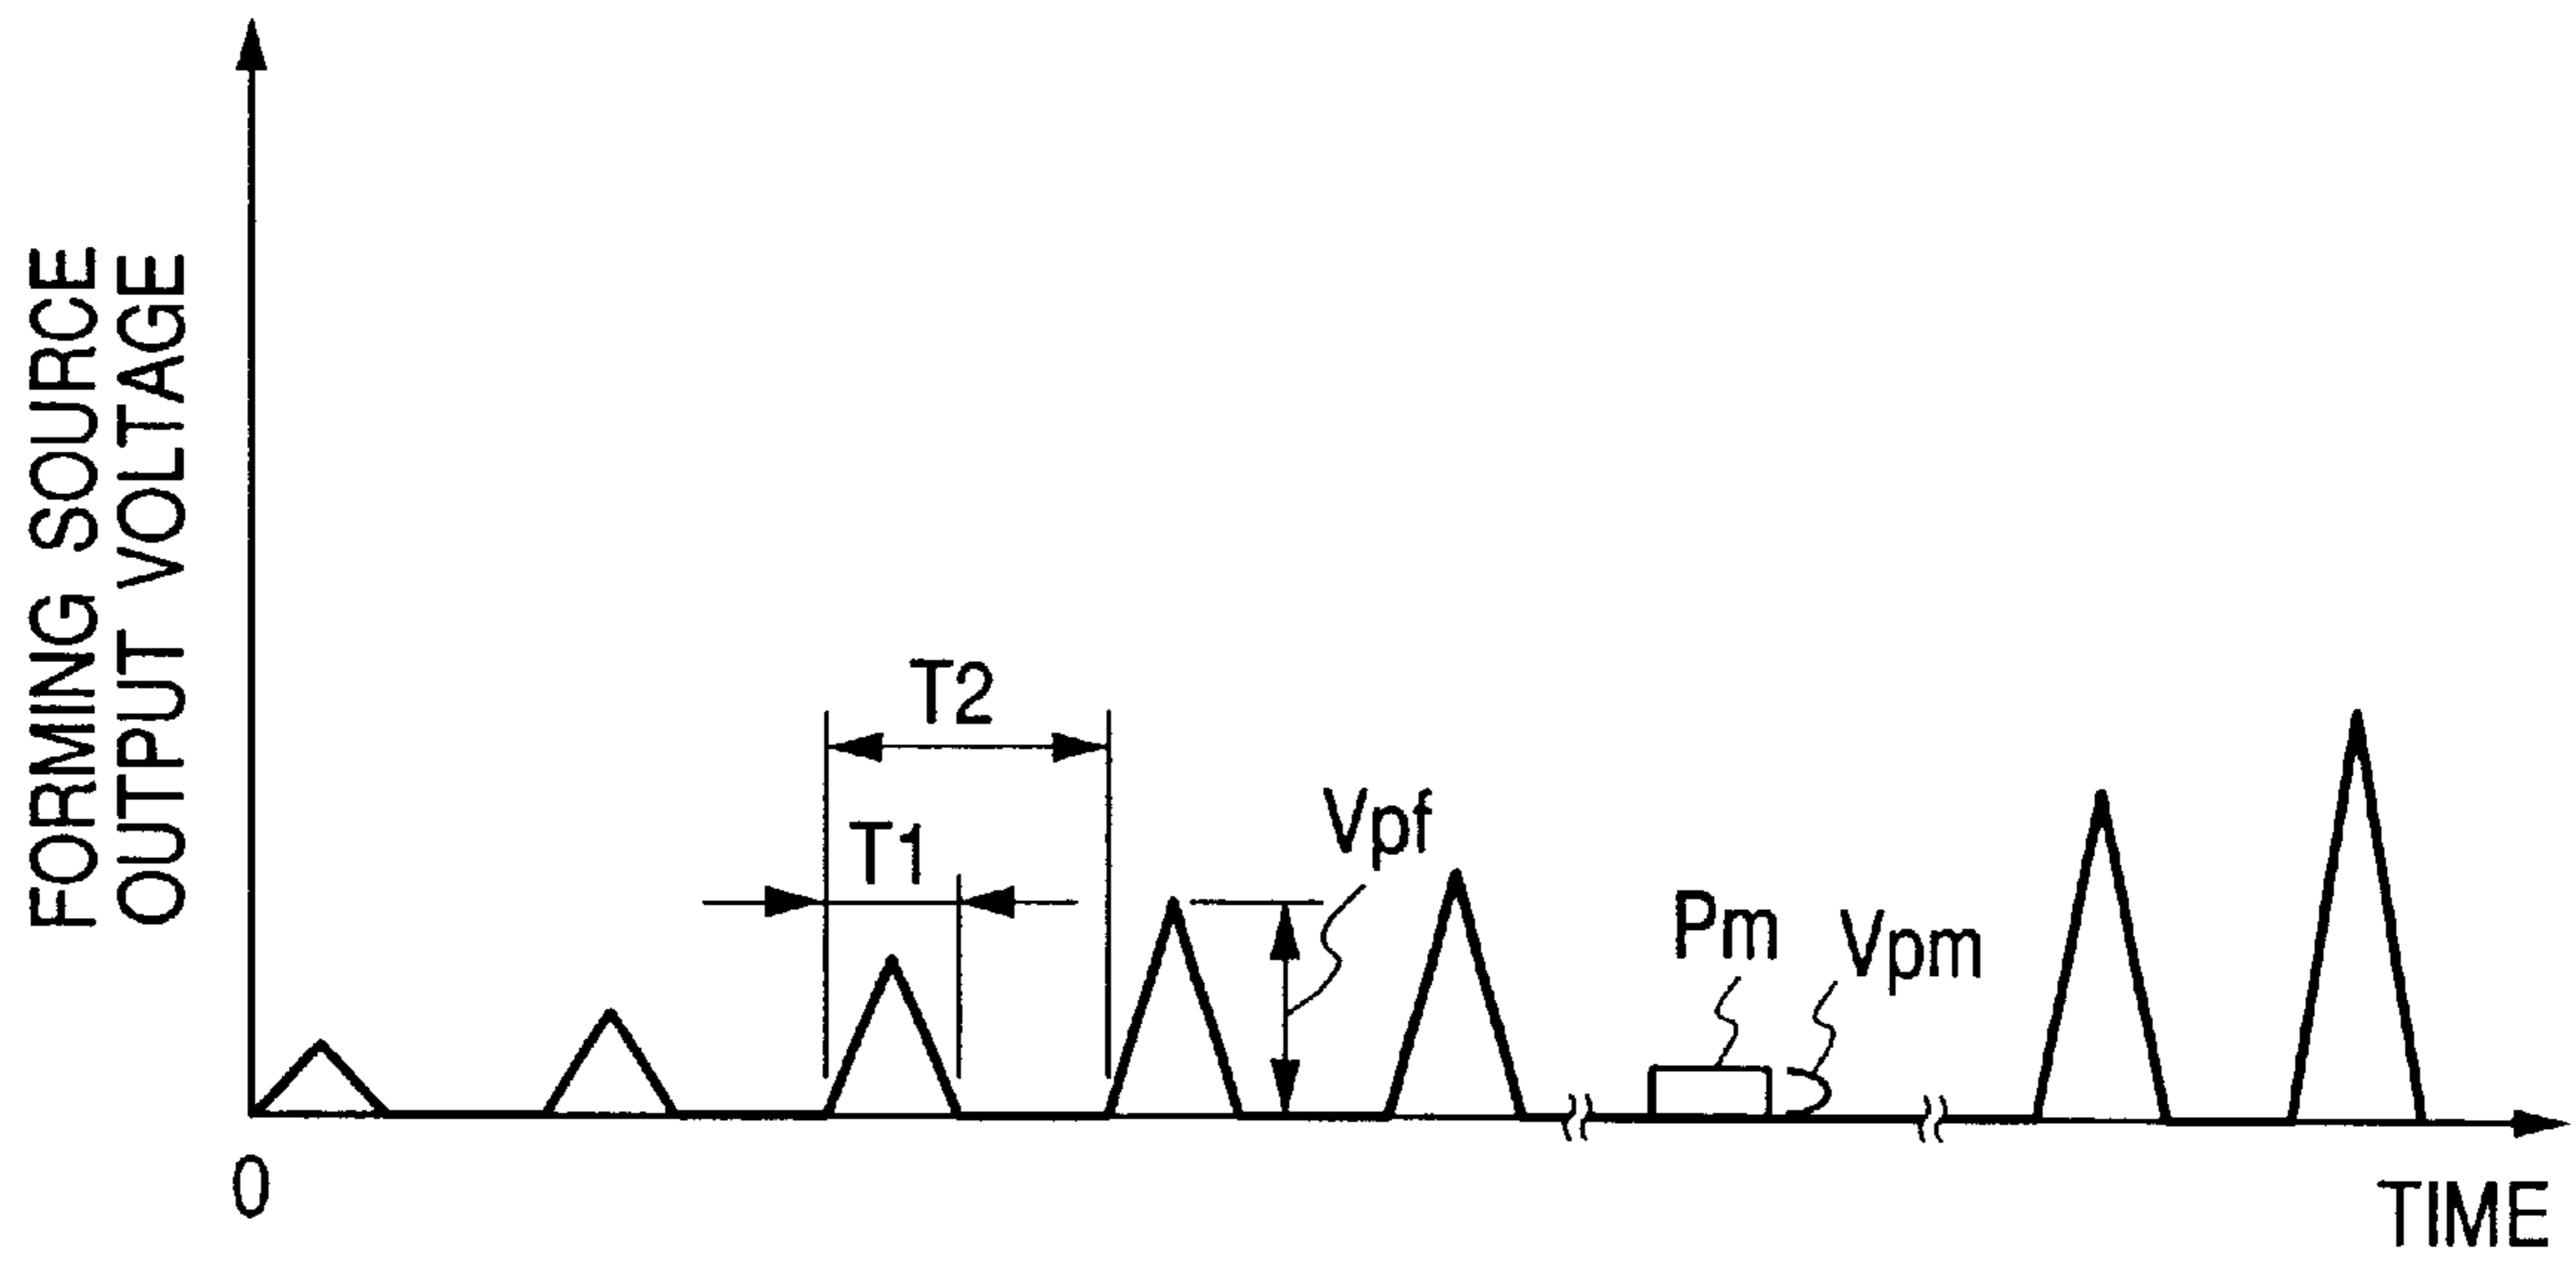 FORMING SOURCE
OUTPUT VOLTAGE
T2
T1
Vpf
Pm
Vpm
0
TIME